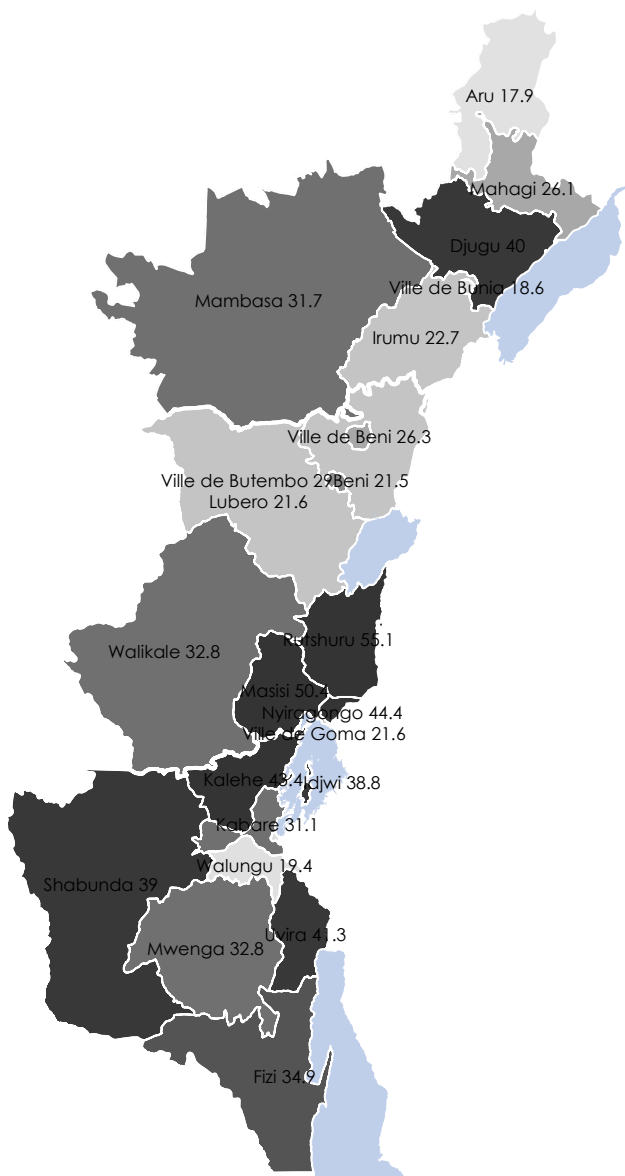 Aru 17.9
Mahagi 26.1
Djugu 40
Ville de Bunia 18.6
Mambasa 31.7
Irumu 22.7
Ville de Beni 26.3
Ville de Butembo 29
Beni 21.5
Lubero 21.6
Rutshuru 55.1
Walikale 32.8
Masisi 50.4
Nyiragongo 44.4
Ville de Goma 21.6
Kalehe 43.4
Idjwi 38.8
Kabare 31.1
Walungu 19.4
Shabunda 39
Uvira 41.3
Mwenga 32.8
Fizi 34.9